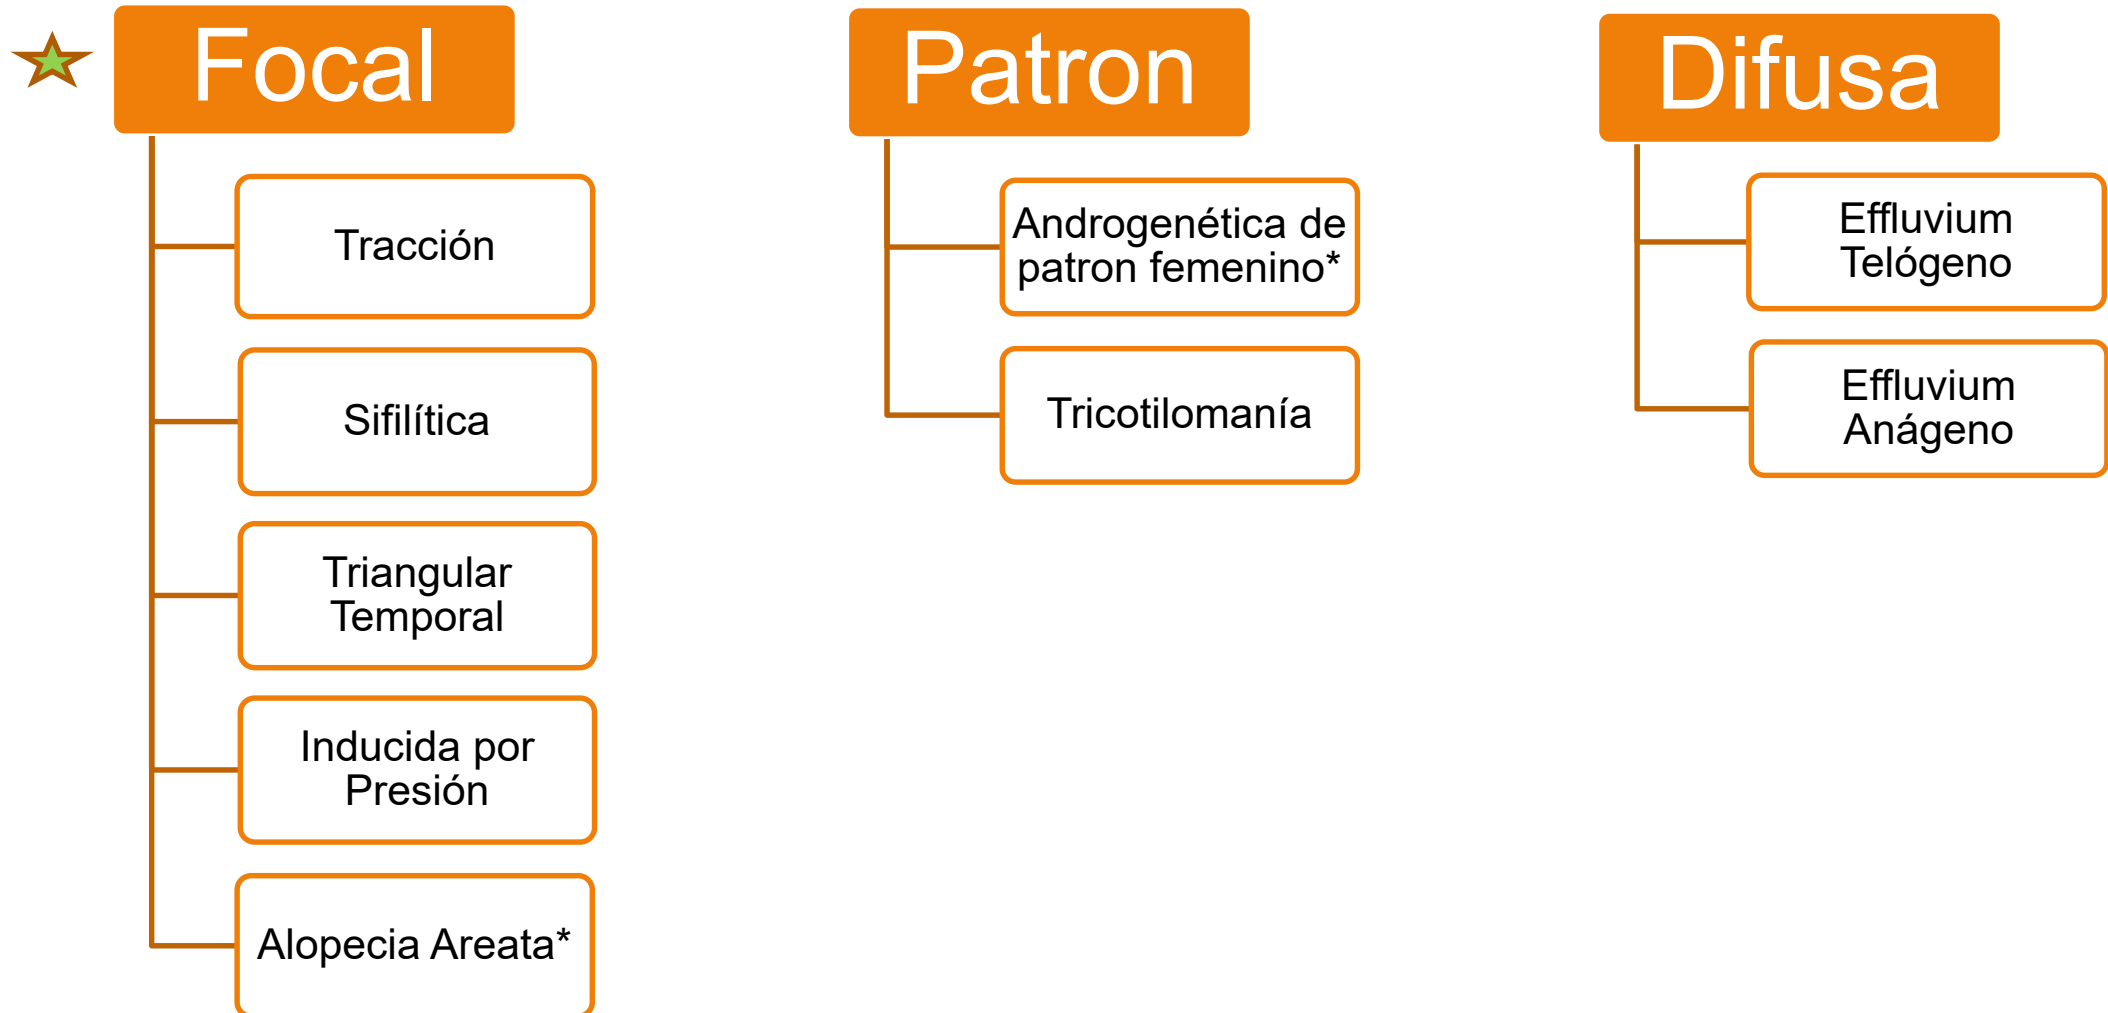 Focal
Tracción
Sifilítica
Triangular
Temporal
Inducida por
Presión
Alopecia Areata*
Patron
Androgenética de
patron femenino*
Tricotilomanía
Difusa
Effluvium
Telógeno
Effluvium
Anágeno